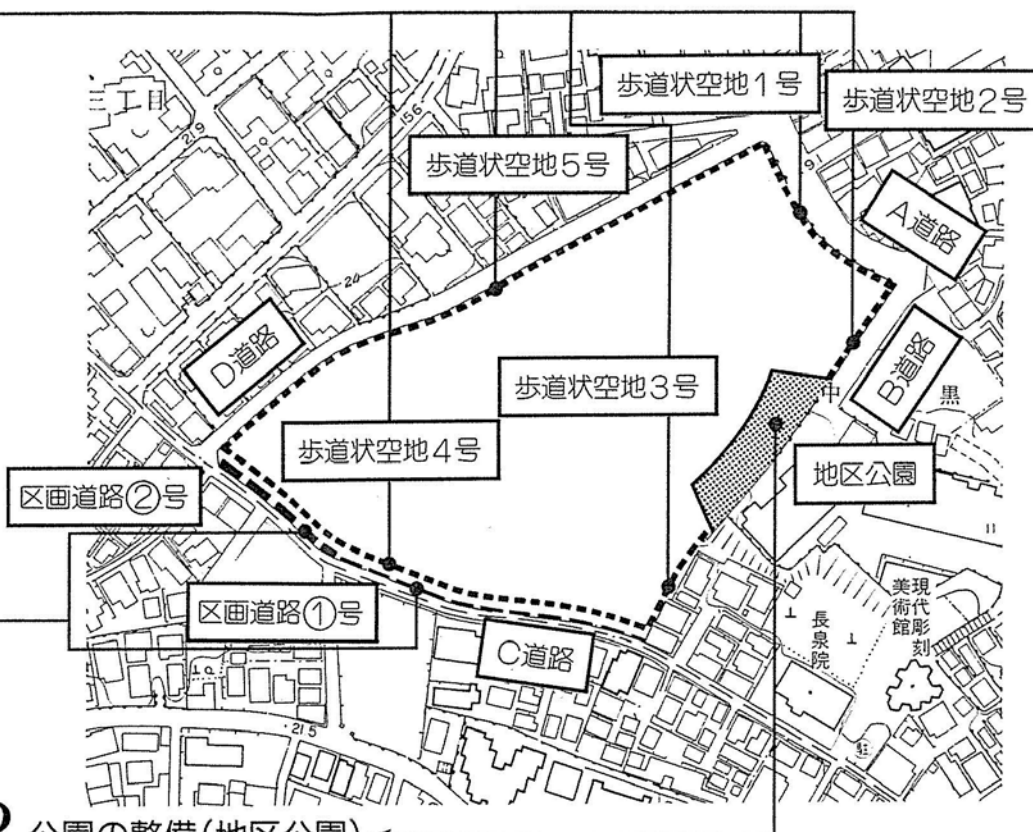 三丁目
219
156
歩道状空地1号
歩道状空地2号
歩道状空地5号
A道路
24
D道路
B道路
歩道状空地3号
中
黒
歩道状空地4号
地区公園
区画道路②号
区画道路①号
現代彫刻
美術館
長泉院
C道路
215
公園の整備(地区公園)